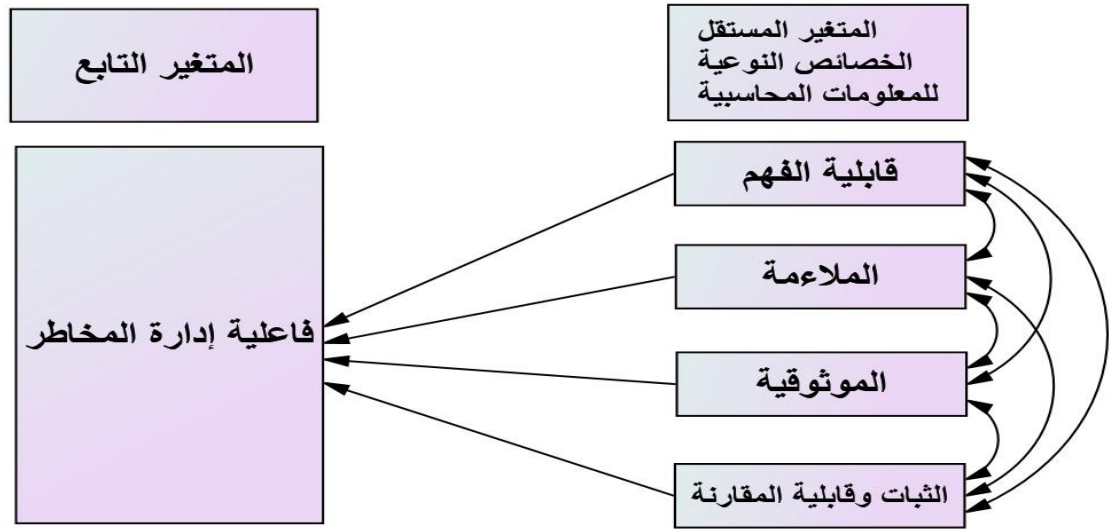 المتغير المستقل
الخصائص النوعية
للمعلومات المحاسبية
المتغير التابع
قابلية الفهم
الملاءمة
الموثوقية
الثبات وقابلية المقارنة
فاعلية إدارة المخاطر